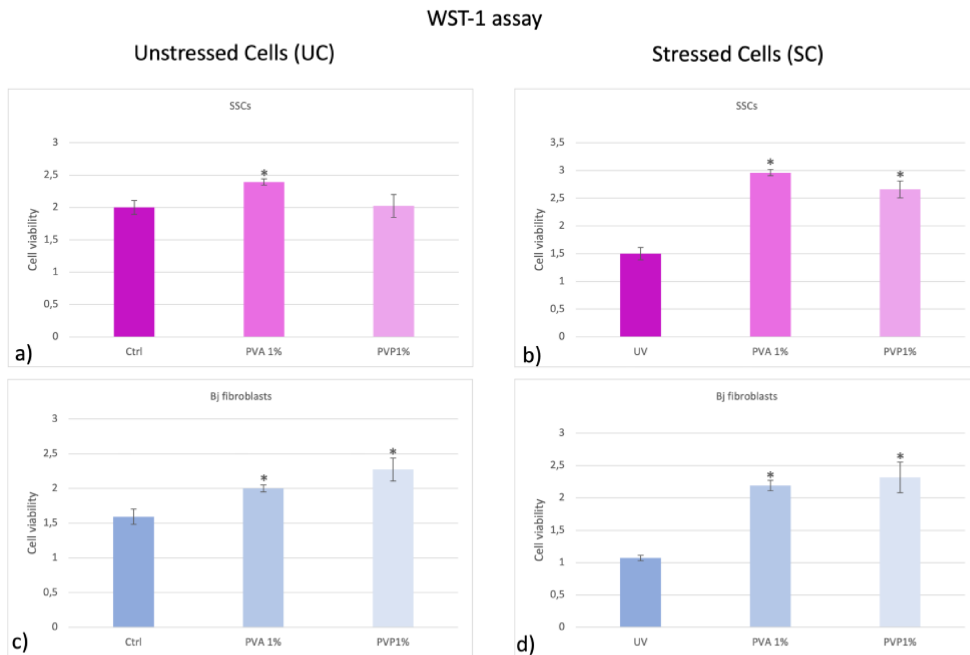 WST-1 assay
Unstressed Cells (UC)
Stressed Cells (SC)
SSCs
3
2,5
2
1,5
1
0,5
0
Cell viability
*
Ctrl
PVA 1%
PVP1%
a)
SSCs
3,5
3
2,5
2
1,5
1
0,5
0
Cell viability
*
*
UV
PVA 1%
PVP1%
b)
Bj fibroblasts
3
2,5
2
1,5
1
0,5
0
Cell viability
*
*
Ctrl
PVA 1%
PVP1%
c)
Bj fibroblasts
3
2,5
2
1,5
1
0,5
0
Cell viability
*
*
UV
PVA 1%
PVP1%
d)